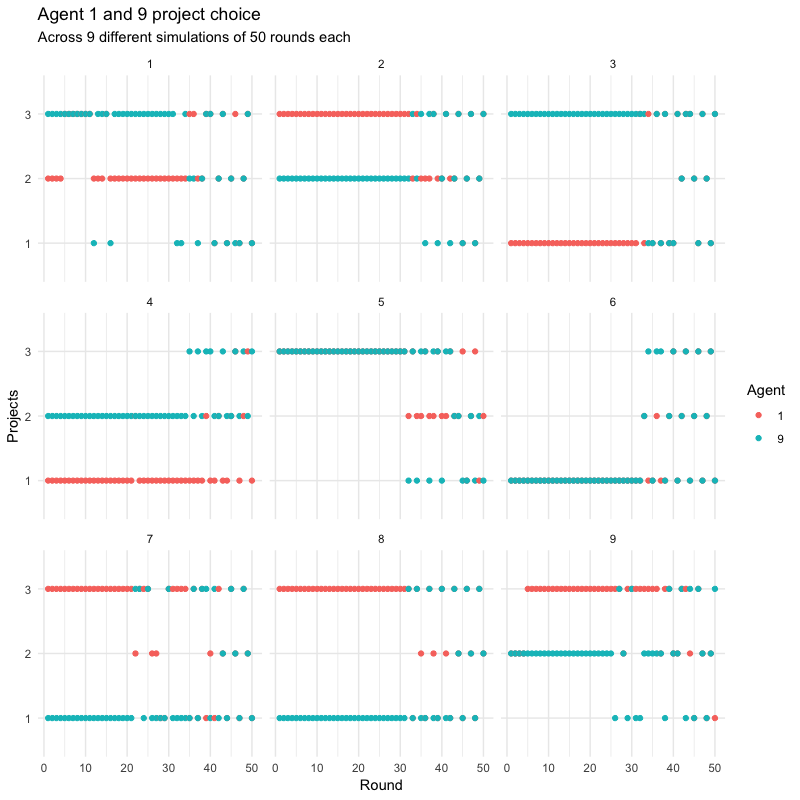 Agent 1 and 9 project choice
Across 9 different simulations of 50 rounds each
1 2 3
3
2
1
4 5 6
3
2
1
Projects
Agent
1
9
7 8 9
3
2
1
0 10 20 30 40 50 0 10 20 30 40 50 0 10 20 30 40 50
Round